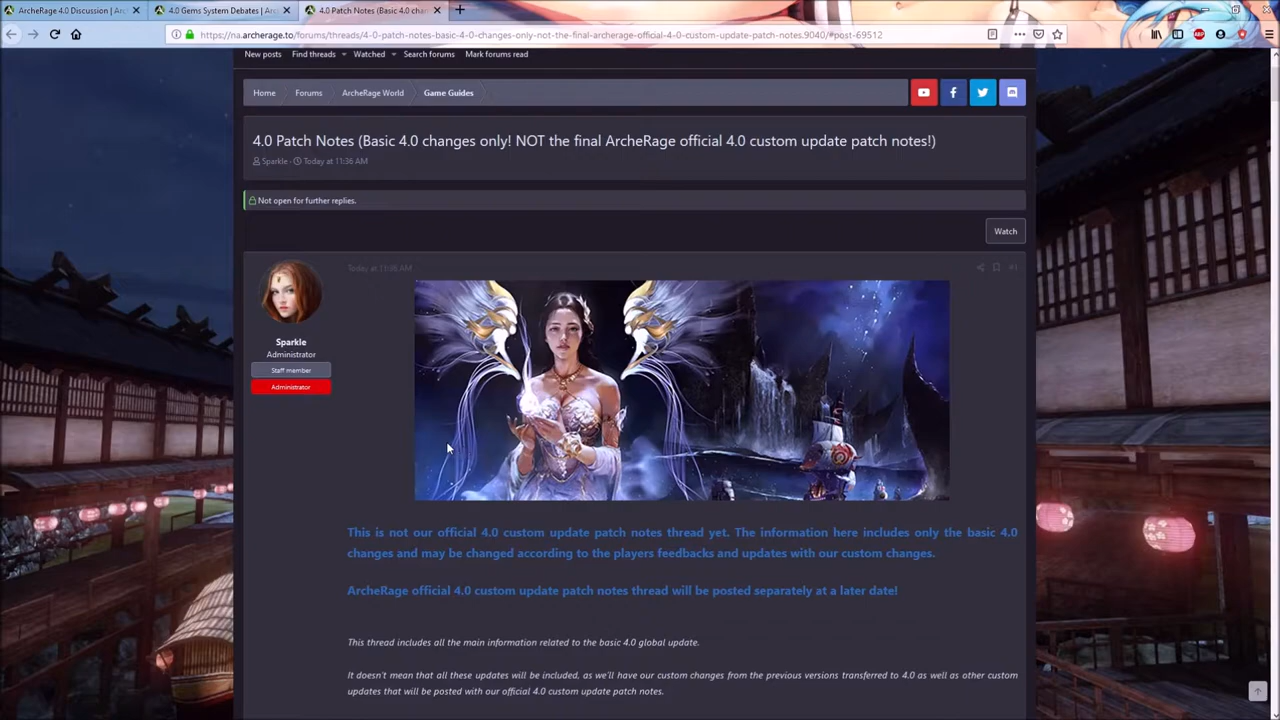 ArcheRage 4.0 Discussion | Arc
4.0 Gems System Debates | Arc
4.0 Patch Notes (Basic 4.0 chan
https://na.archerage.to/forums/threads/4-0-patch-notes-basic-4-0-changes-only-not-the-final-archerage-official-4-0-custom-update-patch-notes.9040/#post-69512
ABP
New posts Find threads Watched Search forums Mark forums read
Home Forums ArcheRage World Game Guides
4.0 Patch Notes (Basic 4.0 changes only! NOT the final ArcheRage official 4.0 custom update patch notes!)
Sparkle · Today at 11:36 AM
Not open for further replies.
Watch
Today at 11:36 AM #1
Sparkle
Administrator
Staff member
Administrator
This is not our official 4.0 custom update patch notes thread yet. The information here includes only the basic 4.0
changes and may be changed according to the players feedbacks and updates with our custom changes.
ArcheRage official 4.0 custom update patch notes thread will be posted separately at a later date!
This thread includes all the main information related to the basic 4.0 global update.
It doesn't mean that all these updates will be included, as we'll have our custom changes from the previous versions transferred to 4.0 as well as other custom
updates that will be posted with our official 4.0 custom update patch notes.